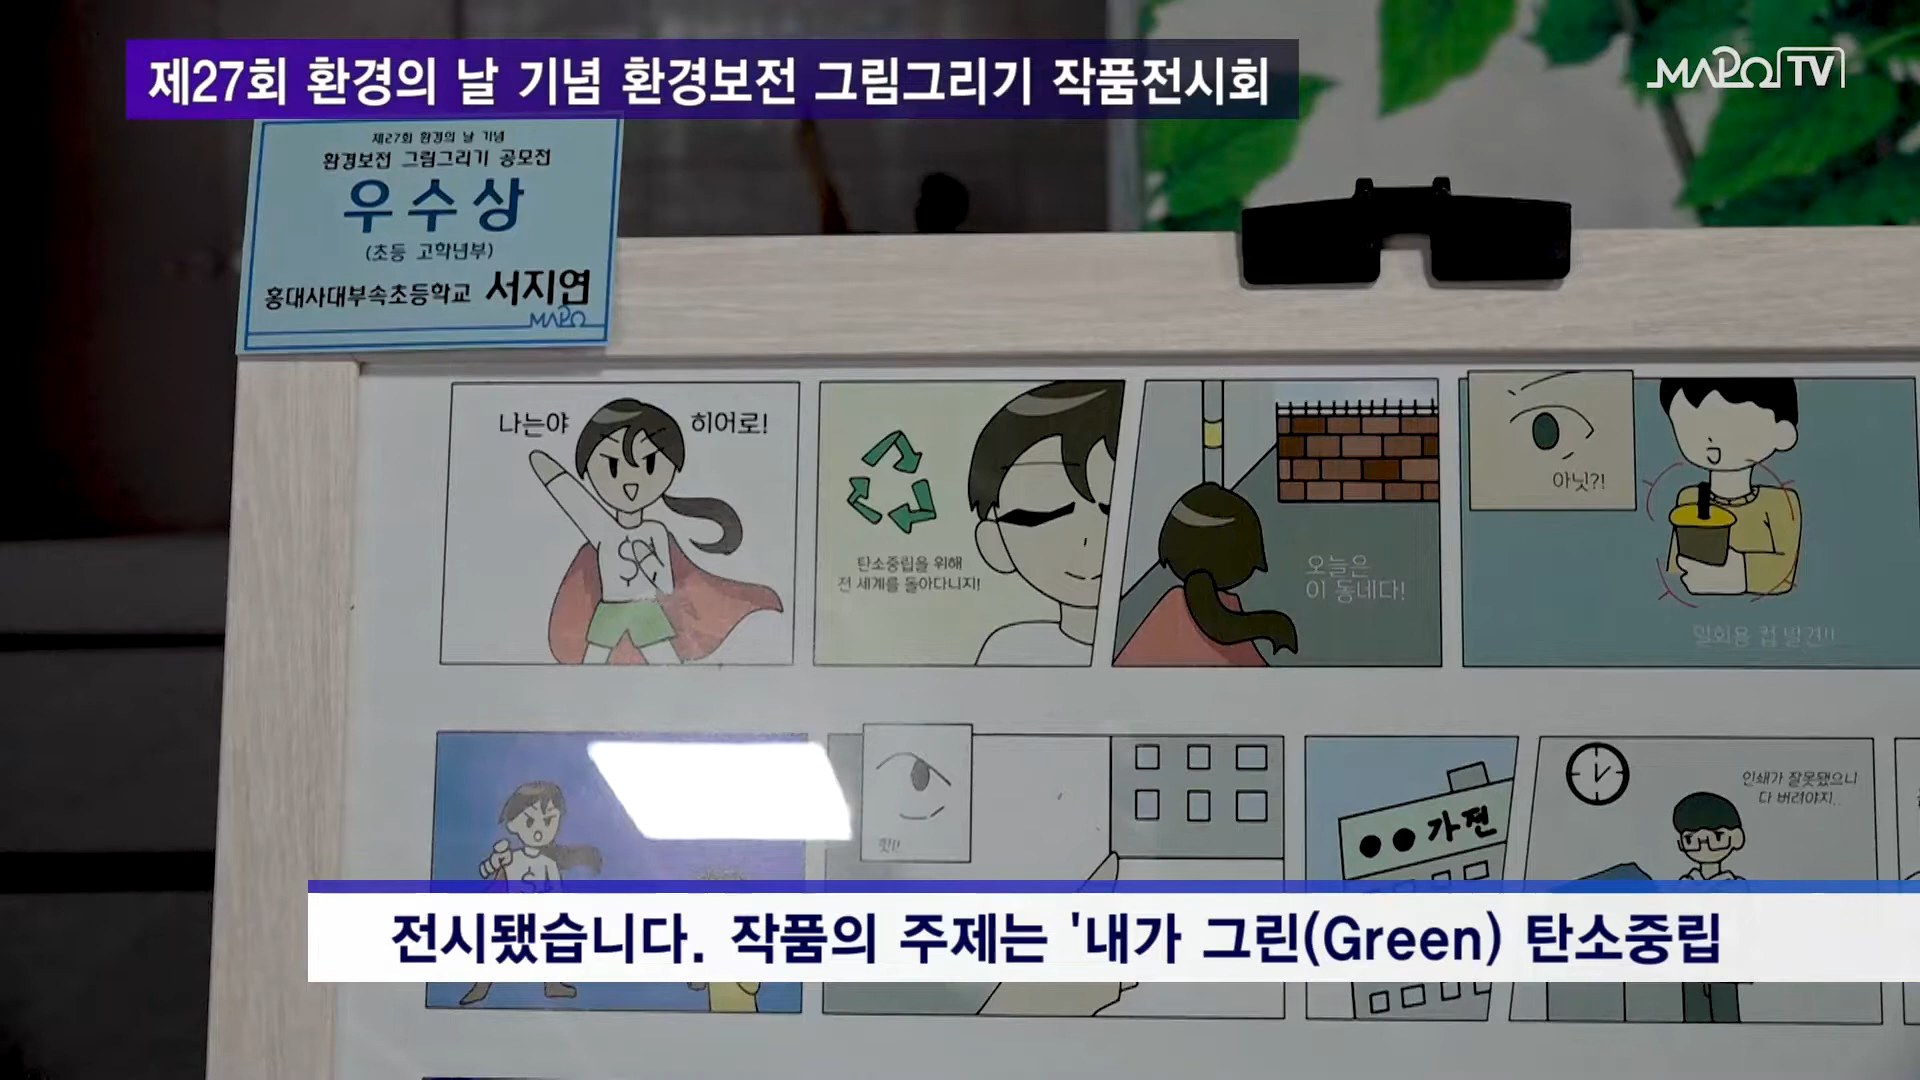 제27회 환경의 날 기념 환경보전 그림그리기 작품전시회
MAPO TV
제27회 환경의 날 기념
환경보전 그림그리기 공모전
우수상
(초등 고학년부)
홍대사대부속초등학교 서지연
MAPO
나는야 히어로!
탄소중립을 위해
전 세계를 돌아다니지!
오늘은
이 동네다!
아닛?!
일회용 컵 발견!!
가전
인쇄가 잘못됐으니
다 버려야지..
전시됐습니다. 작품의 주제는 '내가 그린(Green) 탄소중립